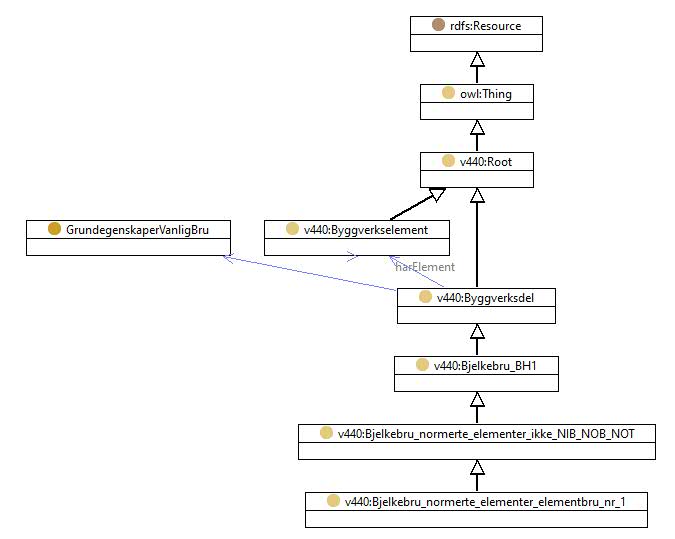 rdfs:Resource
owl:Thing
v440:Root
GrundegenskaperVanligBru
v440:Byggverkselement
harElement
v440:Byggverksdel
v440:Bjelkebru_BH1
v440:Bjelkebru_normerte_elementer_ikke_NIB_NOB_NOT
v440:Bjelkebru_normerte_elementer_elementbru_nr_1